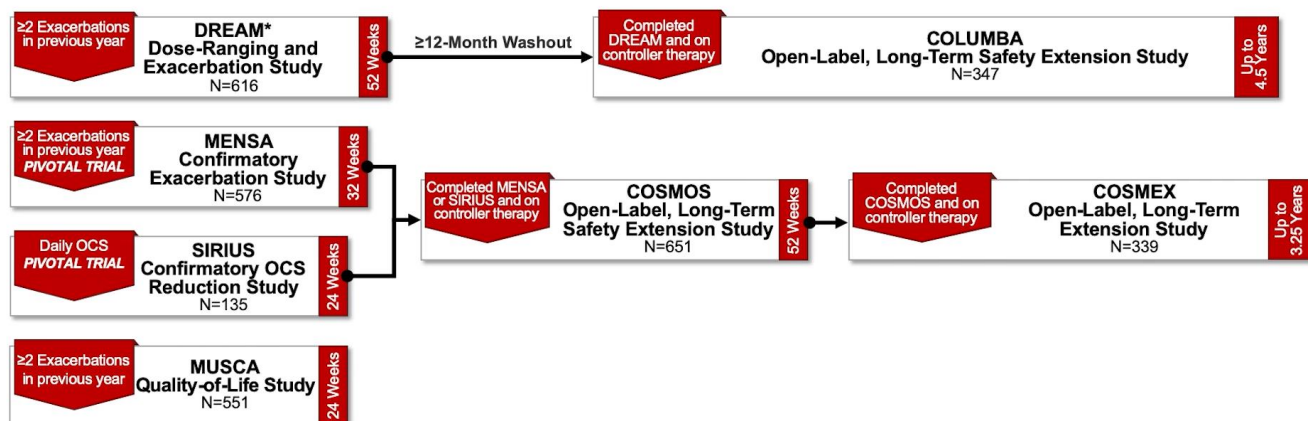 ≥2 Exacerbations
in previous year
DREAM*
Dose-Ranging and
Exacerbation Study
N=616
52 Weeks
≥12-Month Washout
Completed
DREAM and on
controller therapy
COLUMBA
Open-Label, Long-Term Safety Extension Study
N=347
Up to
4.5 Years
≥2 Exacerbations
in previous year
PIVOTAL TRIAL
MENSA
Confirmatory
Exacerbation Study
N=576
32 Weeks
Daily OCS
PIVOTAL TRIAL
SIRIUS
Confirmatory OCS
Reduction Study
N=135
24 Weeks
Completed MENSA
or SIRIUS and on
controller therapy
COSMOS
Open-Label, Long-Term
Safety Extension Study
N=651
52 Weeks
Completed
COSMOS and on
controller therapy
COSMEX
Open-Label, Long-Term
Extension Study
N=339
Up to
3.25 Years
≥2 Exacerbations
in previous year
MUSCA
Quality-of-Life Study
N=551
24 Weeks